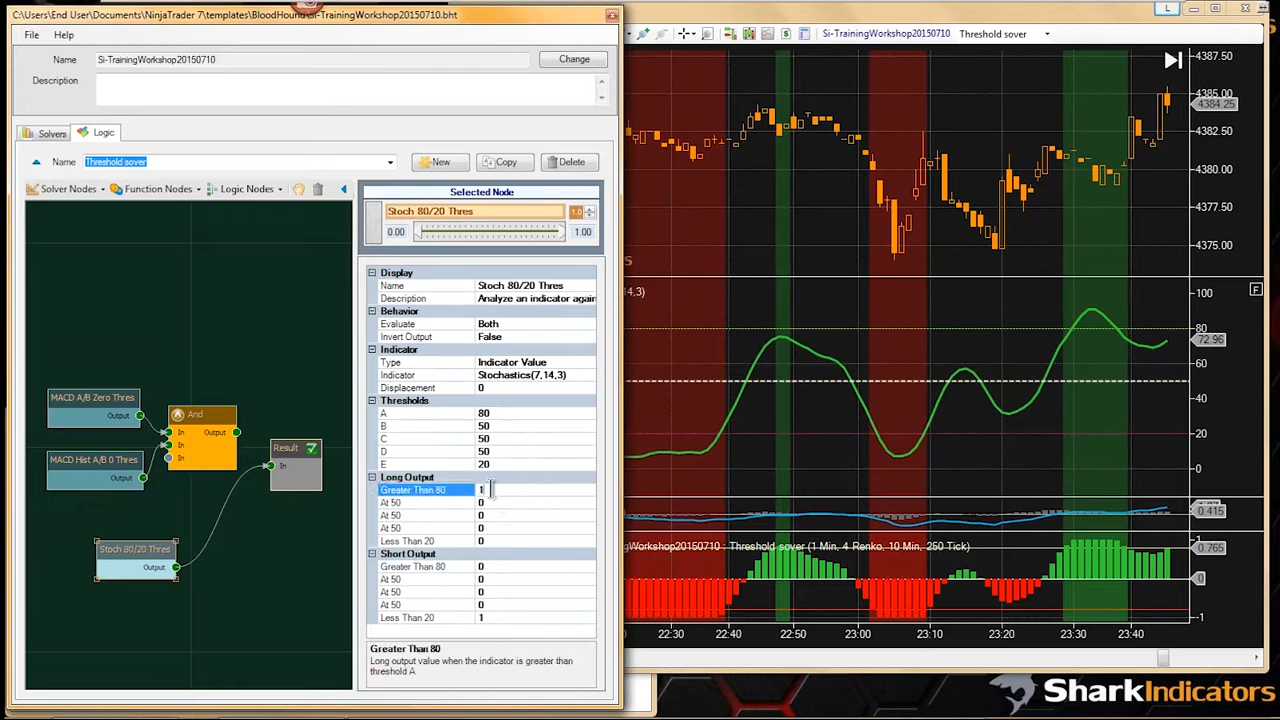 C:\Users\End User\Documents\NinjaTrader 7\templates\BloodHound\Si-TrainingWorkshop20150710.bht
File Help
Name Si-TrainingWorkshop20150710 Change
Description
Solvers Logic
Name Threshold sover New Copy Delete
Solver Nodes Function Nodes Logic Nodes
Selected Node
Stoch 80/20 Thres 1.0
0.00 1.00
Display
Name Stoch 80/20 Thres
Description Analyze an indicator again
Behavior
Evaluate Both
Invert Output False
Indicator
Type Indicator Value
Indicator Stochastics(7,14,3)
Displacement 0
Thresholds
A 80
B 50
C 50
D 50
E 20
Long Output
Greater Than 80 1
At 50 0
At 50 0
At 50 0
Less Than 20 0
Short Output
Greater Than 80 0
At 50 0
At 50 0
At 50 0
Less Than 20 1
Greater Than 80
Long output value when the indicator is greater than
threshold A
MACD A/B Zero Thres
Output
MACD Hist A/B 0 Thres
Output
And
In Output
In
In
Result
In
Stoch 80/20 Thres
Output
L
Si-TrainingWorkshop20150710 Threshold sover
4387.50
4385.00
4384.25
4382.50
4380.00
4377.50
4375.00
,14,3)
F
100
80
72.96
60
40
20
0
0.415
ngWorkshop20150710 : Threshold sover (1 Min, 4 Renko, 10 Min, 250 Tick)
1
0.765
0
-1
22:30 22:40 22:50 23:00 23:10 23:20 23:30 23:40
SharkIndicators